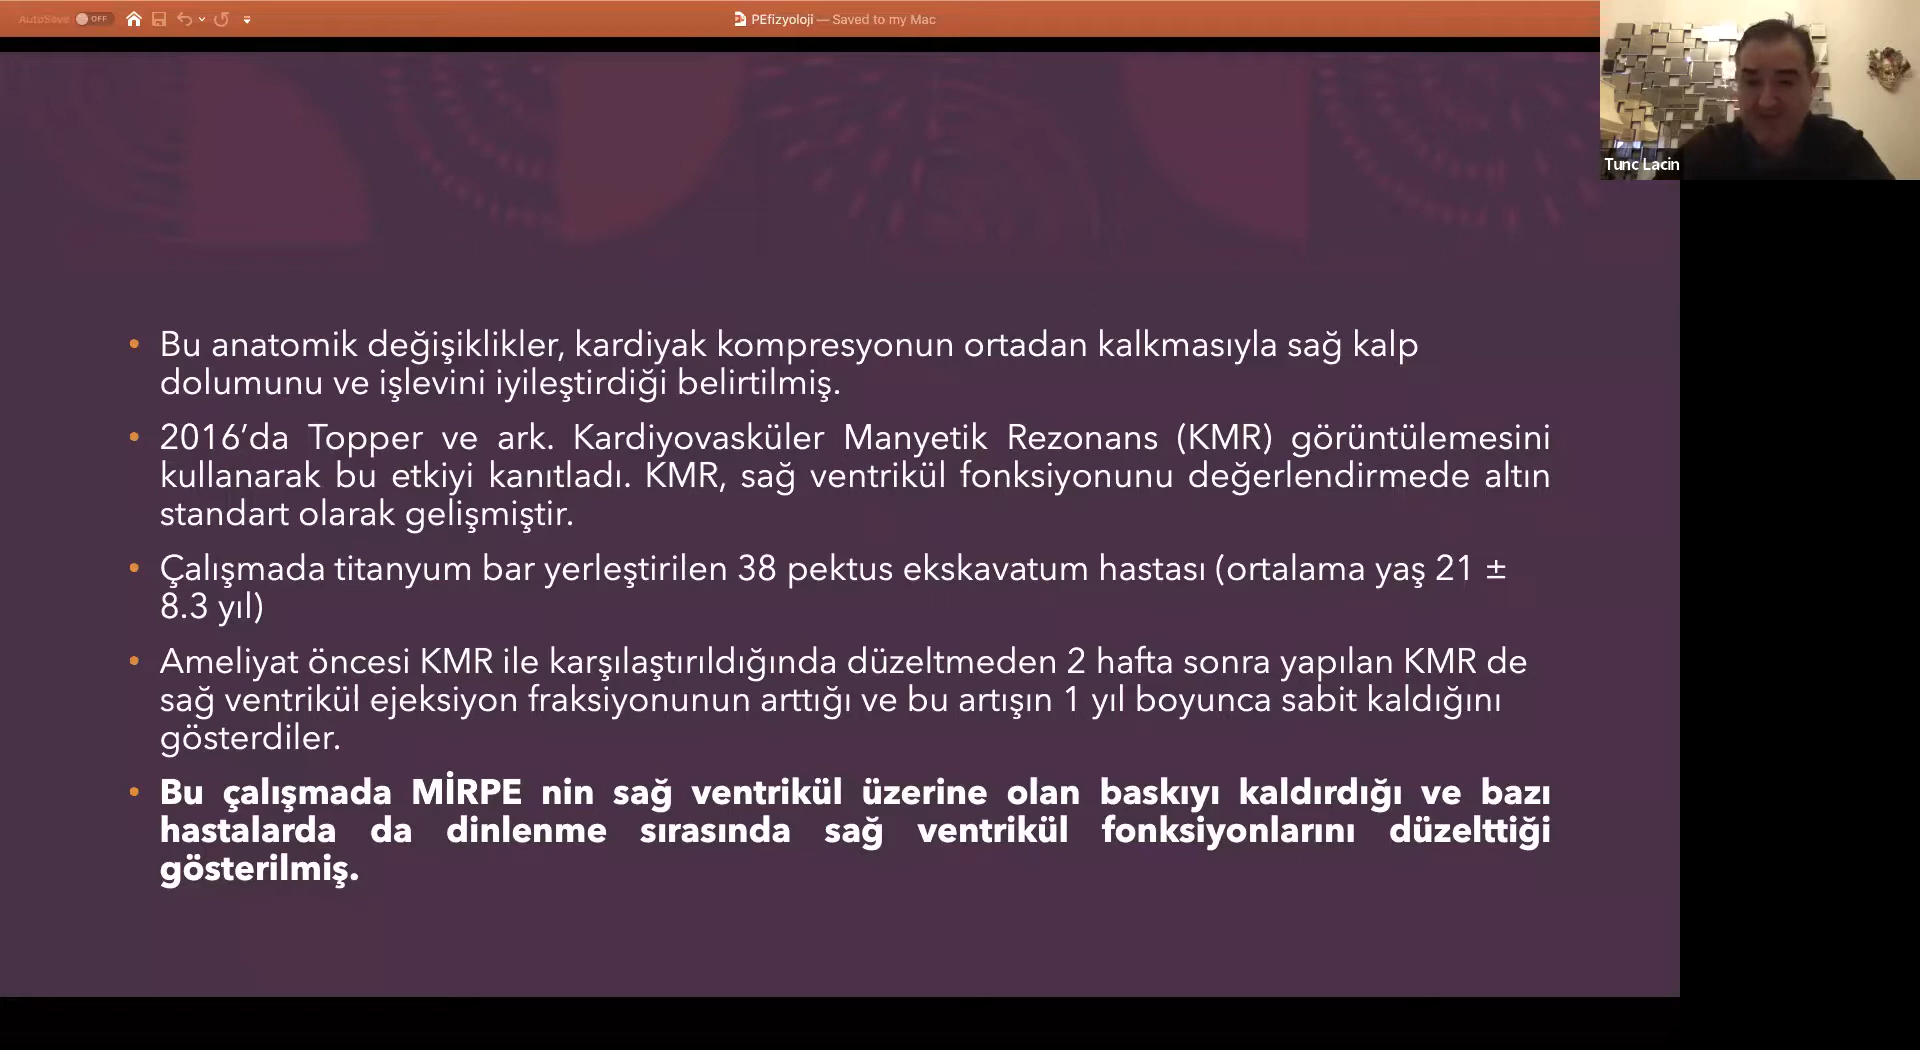 AutoSave OFF
PEfizyoloji — Saved to my Mac
Tunc Lacin
• Bu anatomik değişiklikler, kardiyak kompresyonun ortadan kalkmasıyla sağ kalp
dolumunu ve işlevini iyileştirdiği belirtilmiş.
• 2016’da Topper ve ark. Kardiyovasküler Manyetik Rezonans (KMR) görüntülemesini
kullanarak bu etkiyi kanıtladı. KMR, sağ ventrikül fonksiyonunu değerlendirmede altın
standart olarak gelişmiştir.
• Çalışmada titanyum bar yerleştirilen 38 pektus ekskavatum hastası (ortalama yaş 21 ±
8.3 yıl)
• Ameliyat öncesi KMR ile karşılaştırıldığında düzeltmeden 2 hafta sonra yapılan KMR de
sağ ventrikül ejeksiyon fraksiyonunun arttığı ve bu artışın 1 yıl boyunca sabit kaldığını
gösterdiler.
• Bu çalışmada MİRPE nin sağ ventrikül üzerine olan baskıyı kaldırdığı ve bazı
hastalarda da dinlenme sırasında sağ ventrikül fonksiyonlarını düzelttiği
gösterilmiş.